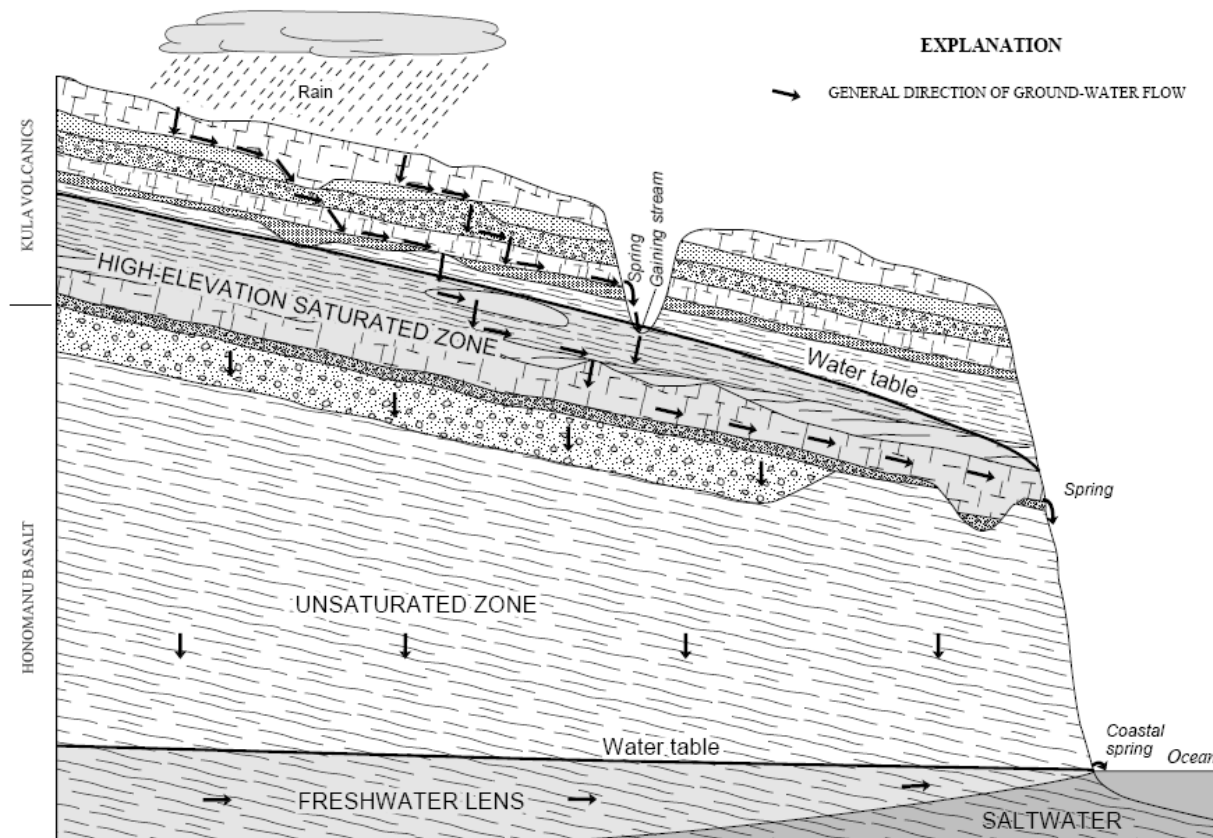 EXPLANATION
GENERAL DIRECTION OF GROUND-WATER FLOW
Rain
KULA VOLCANICS
Spring
Gaining stream
HIGH-ELEVATION SATURATED ZONE
Water table
Spring
UNSATURATED ZONE
HONOMANU BASALT
Water table
Coastal
spring
Ocean
FRESHWATER LENS
SALTWATER